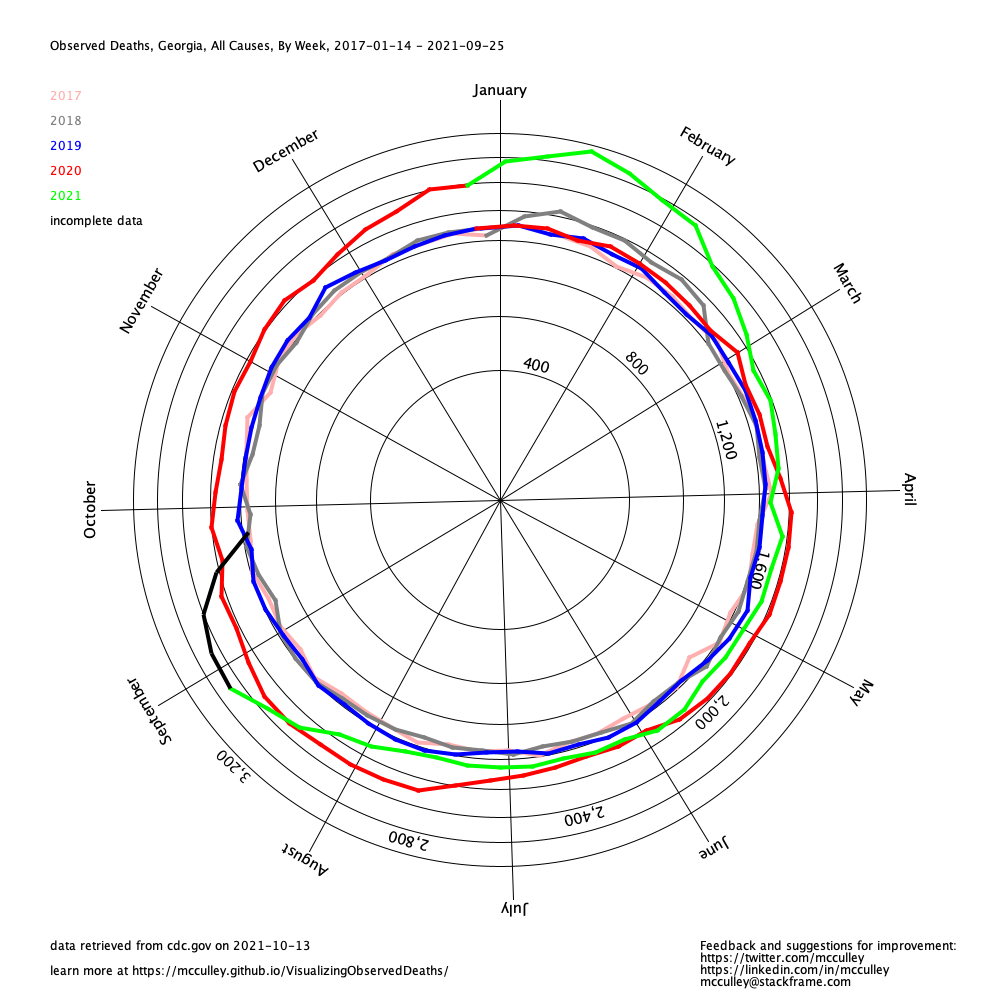 Observed Deaths, Georgia, All Causes, By Week, 2017-01-14 - 2021-09-25
2017
2018
2019
2020
2021
incomplete data
January
February
March
April
May
June
July
August
September
October
November
December
400
800
1,200
1,600
2,000
2,400
2,800
3,200
data retrieved from cdc.gov on 2021-10-13
learn more at https://mcculley.github.io/VisualizingObservedDeaths/
Feedback and suggestions for improvement:
https://twitter.com/mcculley
https://linkedin.com/in/mcculley
mcculley@stackframe.com